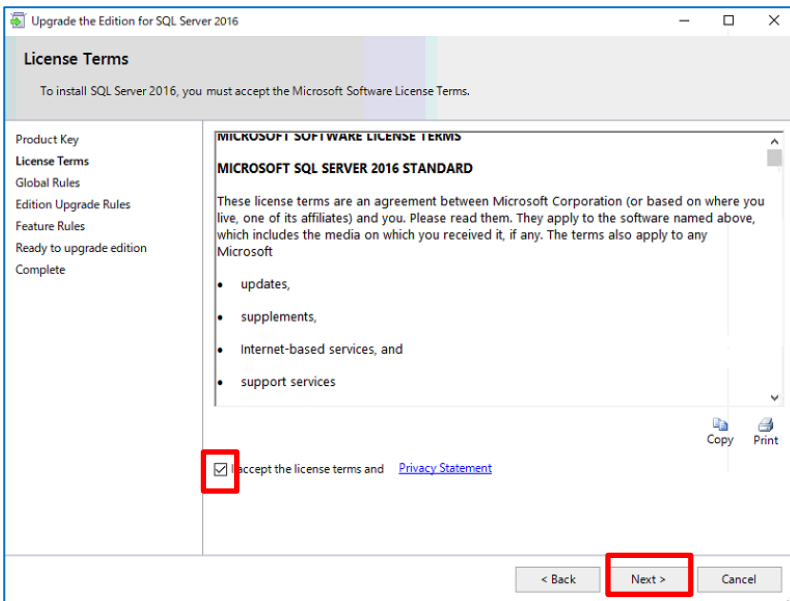 Upgrade the Edition for SQL Server 2016
License Terms
To install SQL Server 2016, you must accept the Microsoft Software License Terms.
Product Key
License Terms
Global Rules
Edition Upgrade Rules
Feature Rules
Ready to upgrade edition
Complete
MICROSOFT SOFTWARE LICENSE TERMS
MICROSOFT SQL SERVER 2016 STANDARD
These license terms are an agreement between Microsoft Corporation (or based on where you
live, one of its affiliates) and you. Please read them. They apply to the software named above,
which includes the media on which you received it, if any. The terms also apply to any
Microsoft
• updates,
• supplements,
• Internet-based services, and
• support services
Copy Print
I accept the license terms and Privacy Statement
< Back Next > Cancel